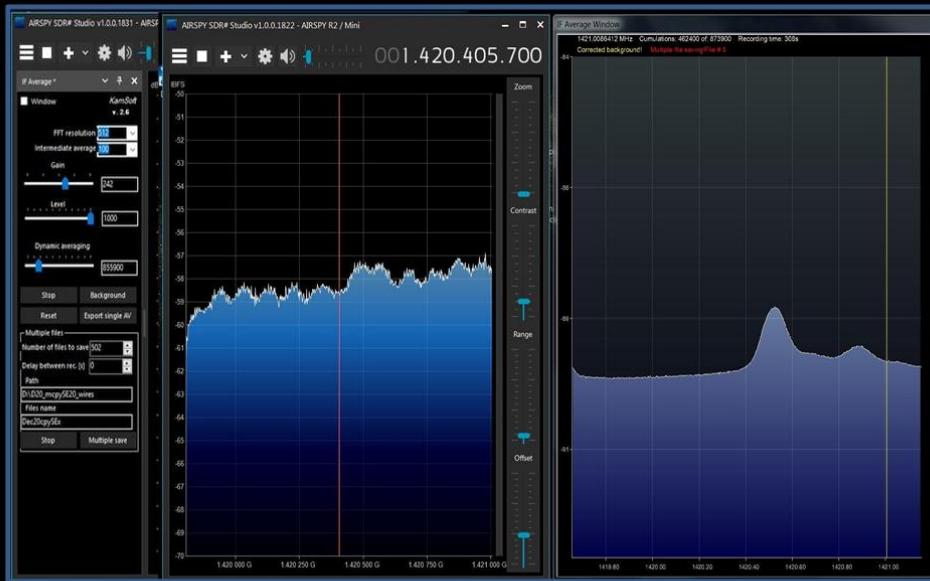 AIRSPY SDR# Studio v1.0.0.1831 - AIRSP
IF Average *
Window
KamSoft
v. 2.6
FFT resolution 512
Intermediate average 100
Gain
242
Level
1000
Dynamic averaging
855900
Stop Background
Reset Export single AV
Multiple files
Number of files to save 502
Delay between rec. [s] 0
Path
D:\D20_mcpySE20_wires
Files name
Dec20cpySEx
Stop Multiple save
AIRSPY SDR# Studio v1.0.0.1822 - AIRSPY R2 / Mini
001.420.405.700
-50
-51
-52
-53
-54
-55
-56
-57
-58
-59
-60
-61
-62
-63
-64
-65
-66
-67
-68
-69
-70
1.420 000 G 1.420 250 G 1.420 500 G 1.420 750 G 1.421 000 G
Zoom
Contrast
Range
Offset
IF Average Window
1421.0086412 MHz Cumulations: 462400 of: 873900 Recording time: 308s
Corrected background! Multiple file saving!File # 8
-84
-86
-91
1419.80 1420.00 1420.20 1420.40 1420.60 1420.80 1421.00